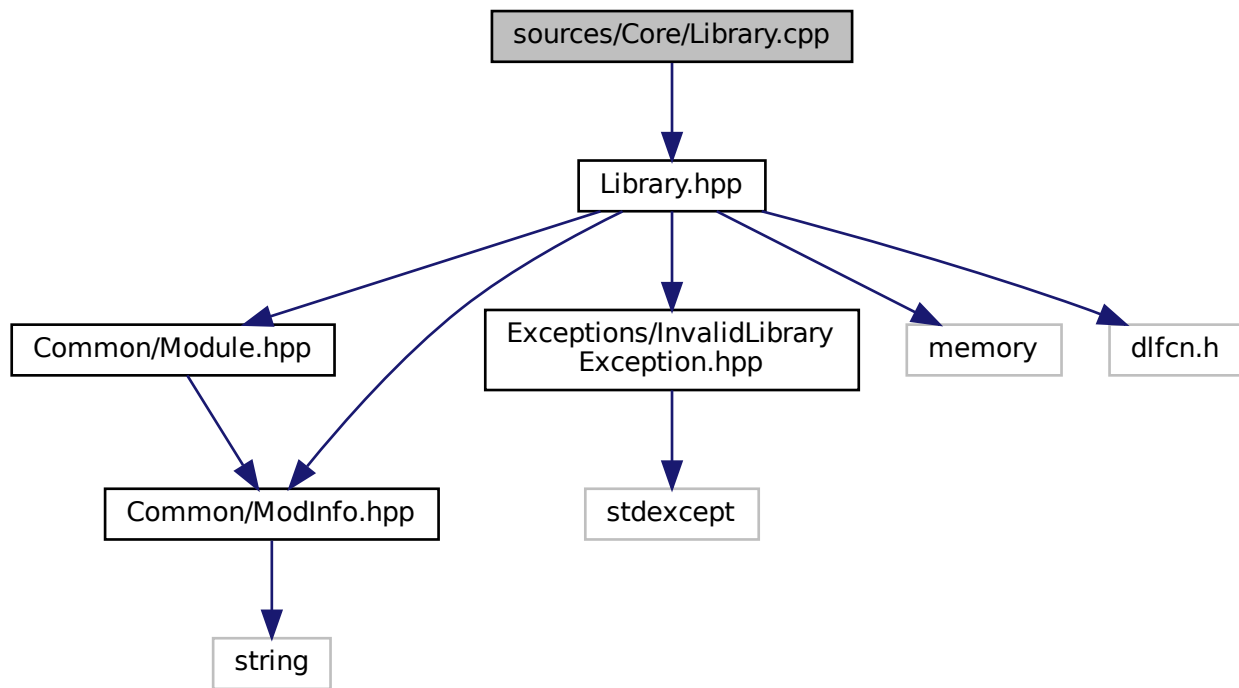 sources/Core/Library.cpp
Library.hpp
Common/Module.hpp
Exceptions/InvalidLibrary
Exception.hpp
memory
dlfcn.h
Common/ModInfo.hpp
stdexcept
string